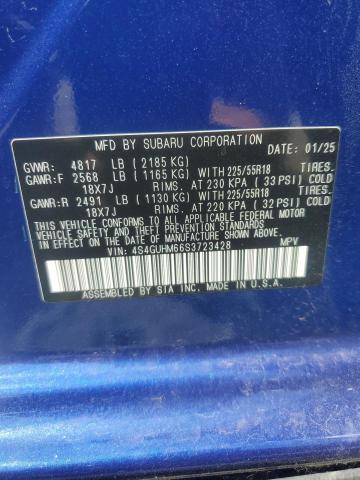 MFD BY SUBARU CORPORATION DATE: 01/25
GVWR: 4817 LB (2185 KG)
GAWR:F 2568 LB (1165 KG) WITH 225/55R18 TIRES.
18X7J RIMS. AT 230 KPA (33 PSI) COLD
GAWR:R 2491 LB (1130 KG) WITH 225/55R18 TIRES.
18X7J RIMS. AT 220 KPA (32 PSI) COLD
THIS VEHICLE CONFORMS TO ALL APPLICABLE FEDERAL MOTOR
VEHICLE SAFETY AND THEFT PREVENTION STANDARDS IN EFFECT
ON THE DATE OF MANUFACTURE SHOWN ABOVE.
VIN: 4S4GUHM66S3723428 MPV
ASSEMBLED BY SIA INC. MADE IN U.S.A.